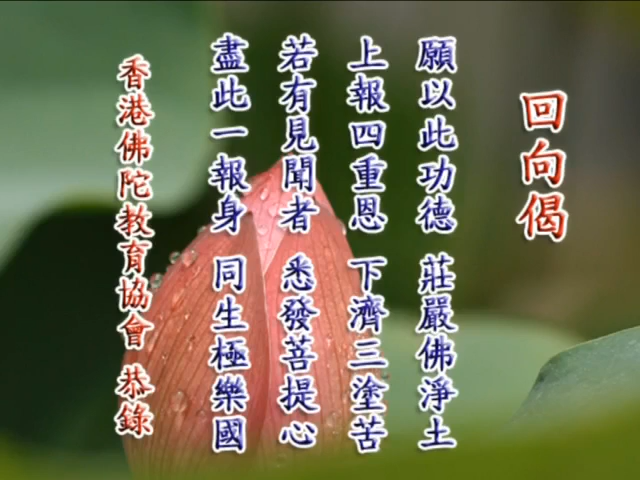 回向偈
願以此功德 莊嚴佛淨土
上報四重恩 下濟三塗苦
若有見聞者 悉發菩提心
盡此一報身 同生極樂國
香港佛陀教育協會 恭錄